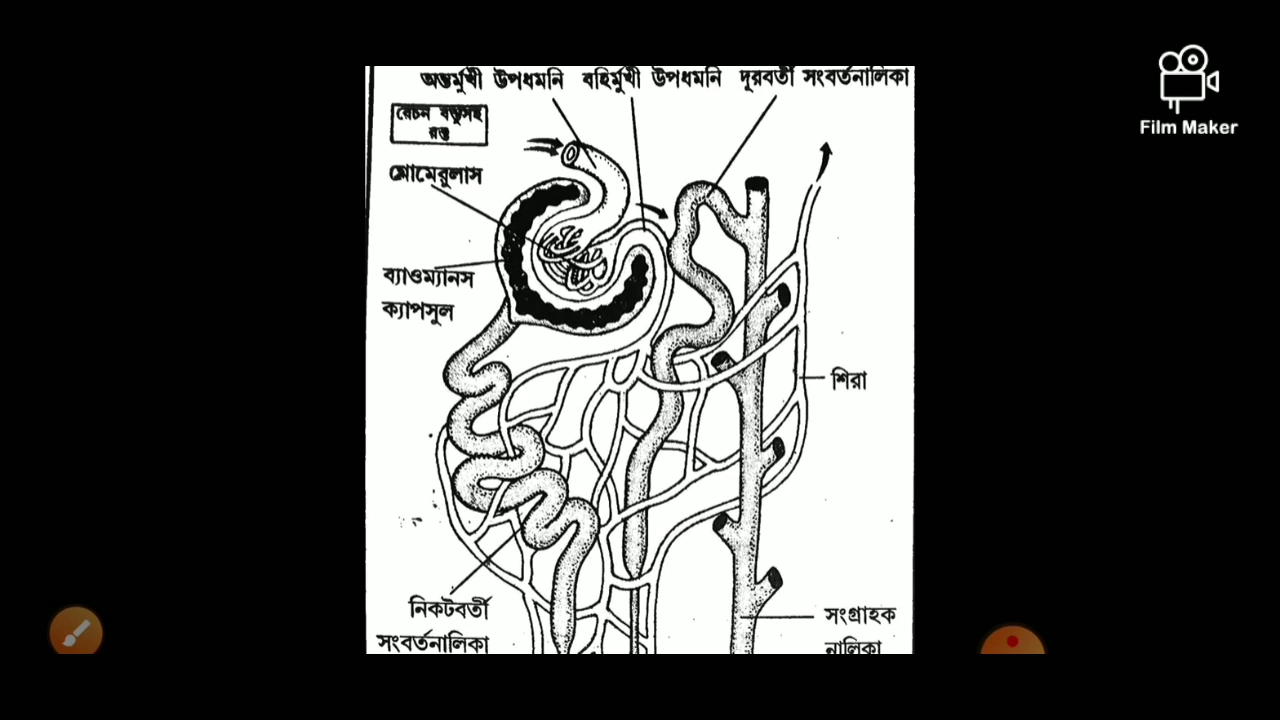 অন্তর্মুখী উপধমনি বহির্মুখী উপধমনি দূরবর্তী সংবর্তনালিকা
রেচন বস্তুসহ
রক্ত
গ্লোমেরুলাস
ব্যাওম্যানস
ক্যাপসুল
শিরা
নিকটবর্তী
সংবর্তনালিকা
সংগ্রাহক
নালিকা
Film Maker